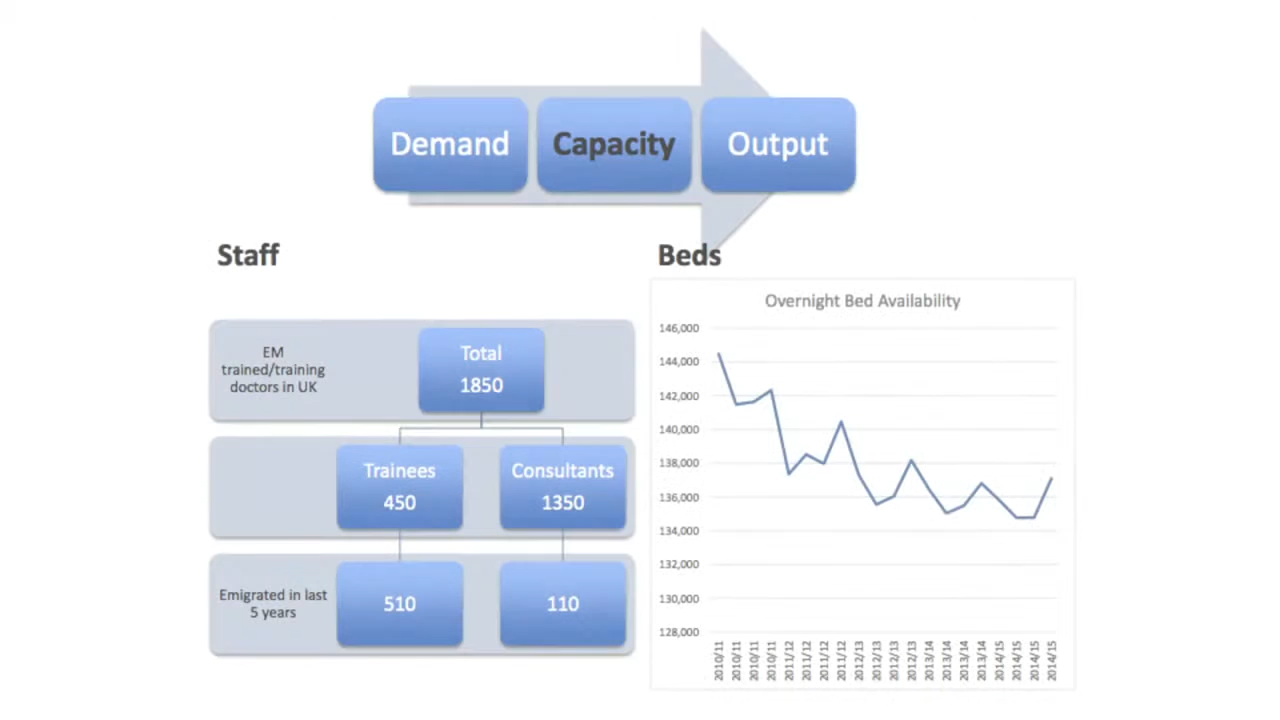 Demand
Capacity
Output
Staff
EM
trained/training
doctors in UK
Total
1850
Trainees
450
Consultants
1350
Emigrated in last
5 years
510
110
Beds
Overnight Bed Availability
146,000
144,000
142,000
140,000
138,000
136,000
134,000
132,000
130,000
128,000
2010/11
2010/11
2010/11
2010/11
2011/12
2011/12
2011/12
2011/12
2012/13
2012/13
2012/13
2012/13
2013/14
2013/14
2013/14
2013/14
2014/15
2014/15
2014/15
2014/15